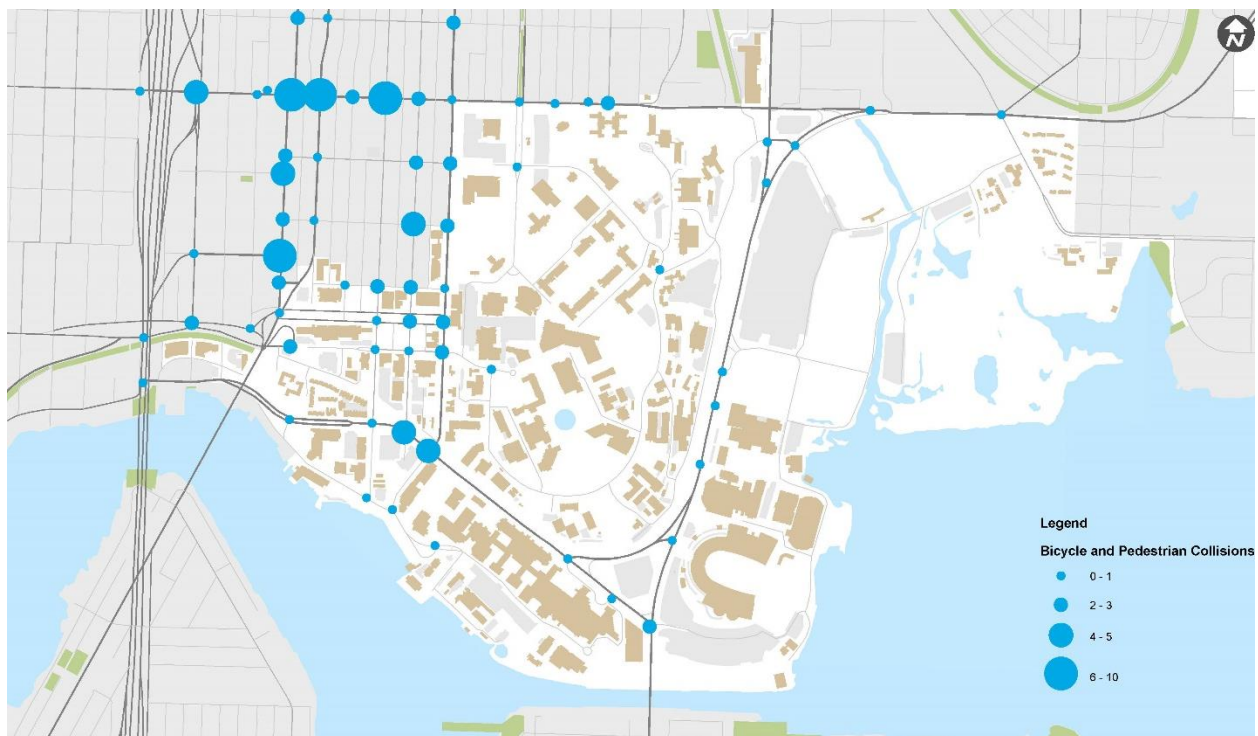 N
Legend
Bicycle and Pedestrian Collisions
0 - 1
2 - 3
4 - 5
6 - 10